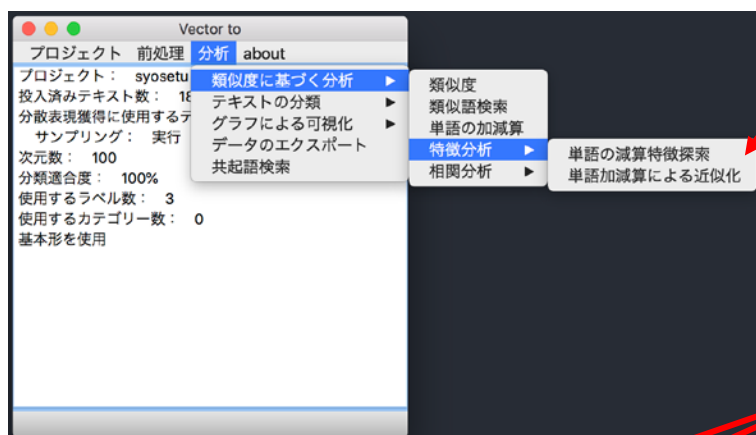 Vector to
プロジェクト 前処理 分析 about
プロジェクト： syosetu
投入済みテキスト数： 18
分散表現獲得に使用するテ
サンプリング： 実行
次元数： 100
分類適合度： 100%
使用するラベル数： 3
使用するカテゴリー数： 0
基本形を使用
類似度に基づく分析
テキストの分類
グラフによる可視化
データのエクスポート
共起語検索
類似度
類似語検索
単語の加減算
特徴分析
相関分析
単語の減算特徴探索
単語加減算による近似化